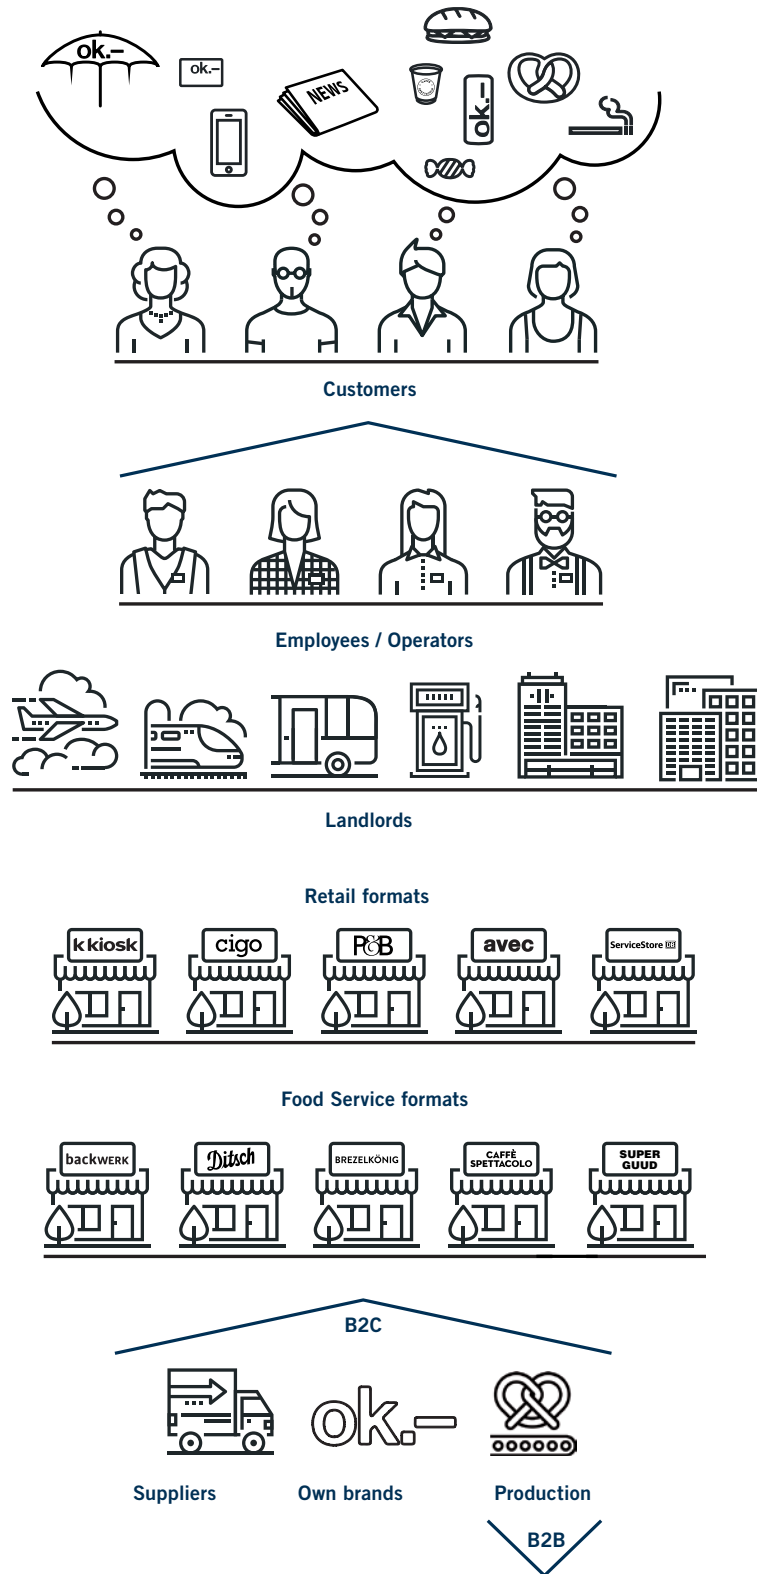 ok.–
ok.–
NEWS
ok.–
Customers
Employees / Operators
Landlords
Retail formats
k kiosk
cigo
P&B
avec
ServiceStore DB
Food Service formats
backWERK
Ditsch
BREZELKÖNIG
CAFFÈ
SPETTACOLO
SUPER
GUUD
B2C
ok.–
Suppliers
Own brands
Production
B2B